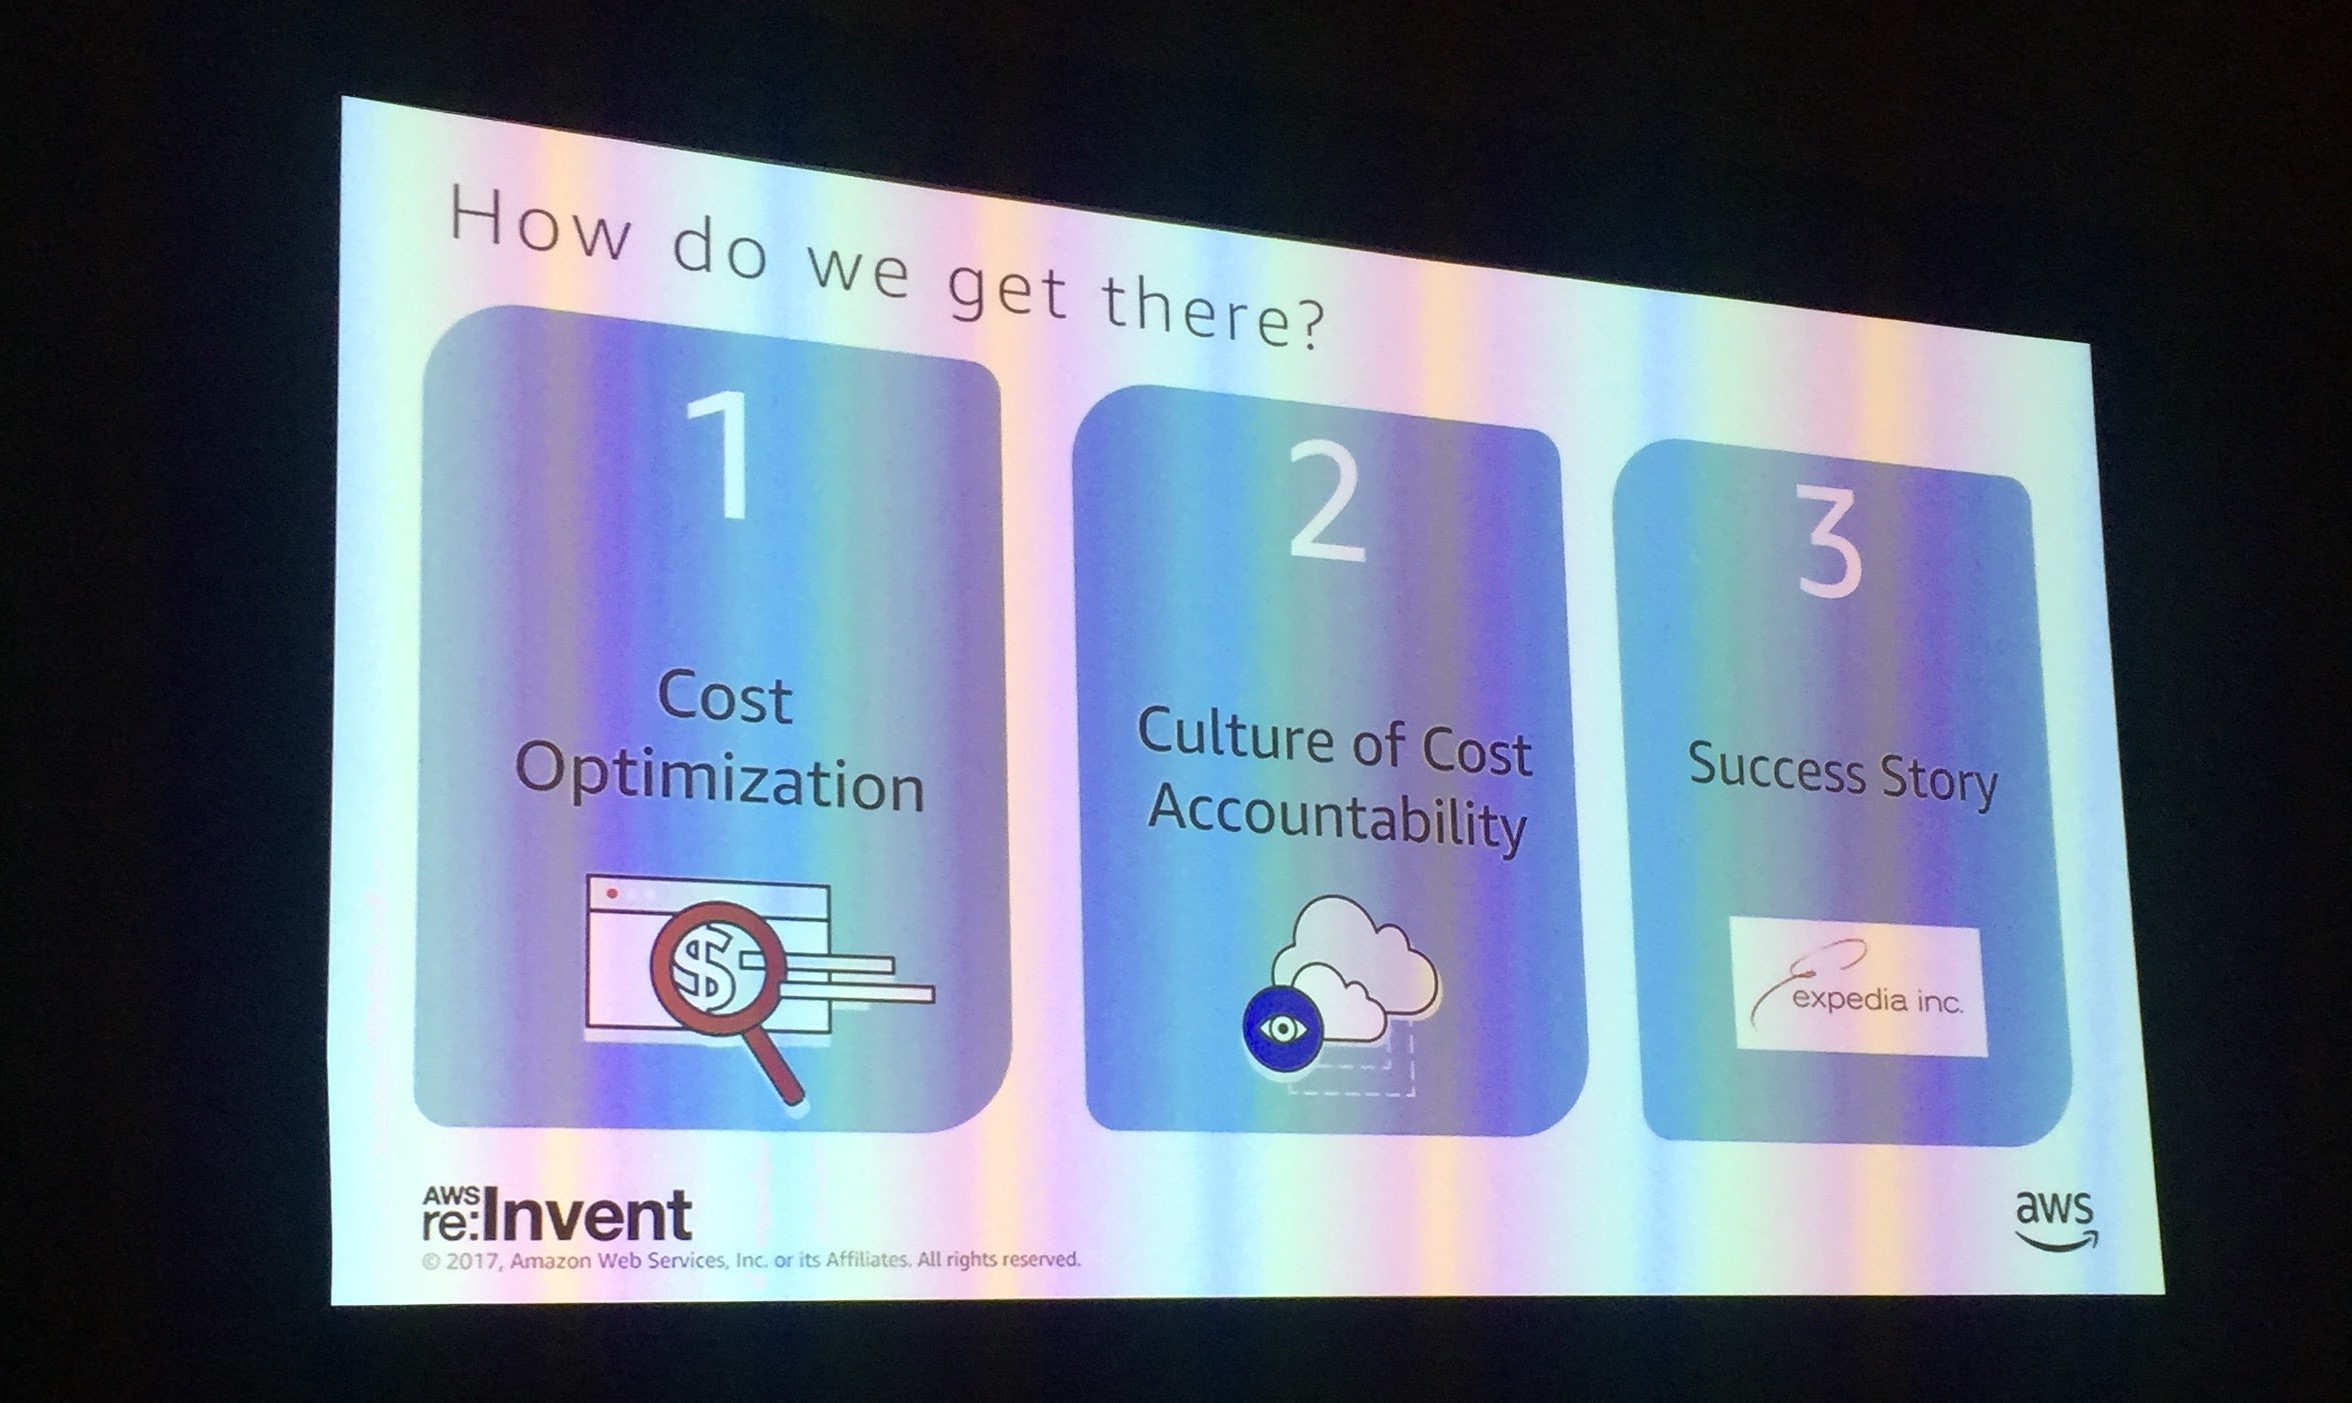 How do we get there?
1
Cost
Optimization
$
2
Culture of Cost
Accountability
3
Success Story
expedia inc.
AWS
re:Invent
© 2017, Amazon Web Services, Inc. or its Affiliates. All rights reserved.
aws